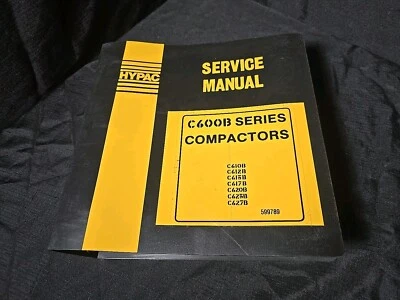 HYPAC
SERVICE
MANUAL
C600B SERIES
COMPACTORS
C610B
C612B
C615B
C617B
C620B
C625B
C627B
599789